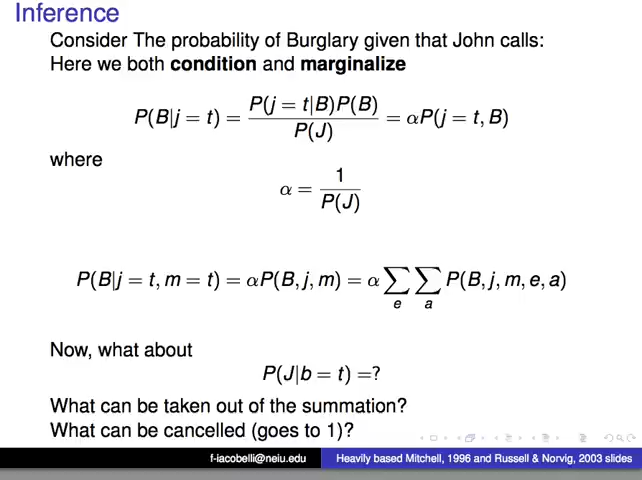 Inference
Consider The probability of Burglary given that John calls:
Here we both condition and marginalize
P(B|j = t) = P(j = t|B)P(B) / P(J) = αP(j = t, B)
where
α = 1 / P(J)
P(B|j = t, m = t) = αP(B, j, m) = α ∑e ∑a P(B, j, m, e, a)
Now, what about
P(J|b = t) =?
What can be taken out of the summation?
What can be cancelled (goes to 1)?
f-iacobelli@neiu.edu Heavily based Mitchell, 1996 and Russell & Norvig, 2003 slides